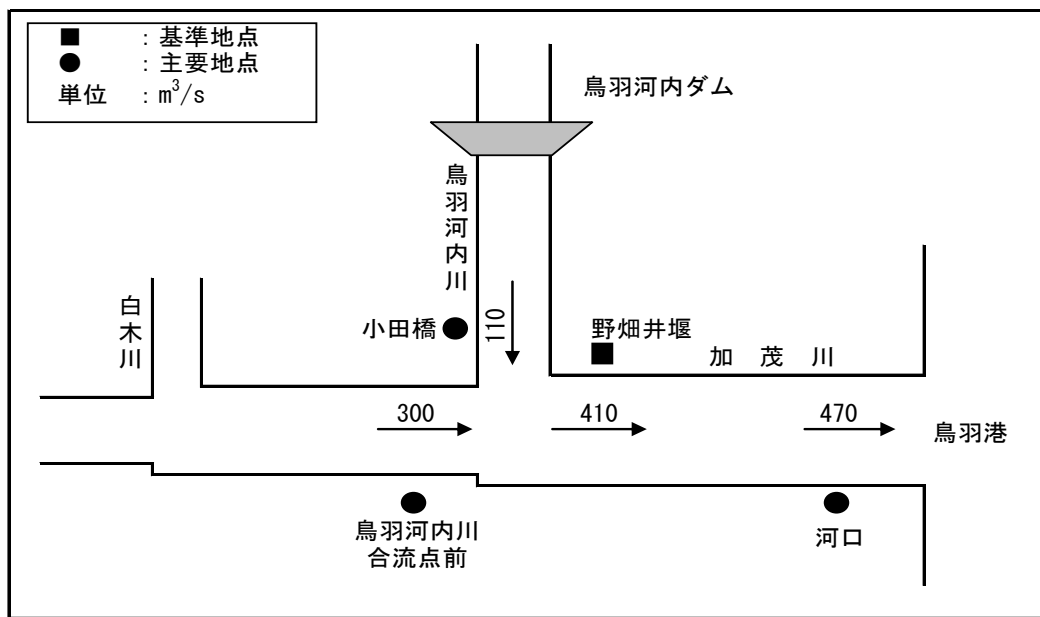 ■ : 基準地点
● : 主要地点
単位 : m³/s
鳥羽河内ダム
鳥羽河内川
白木川
小田橋
110
野畑井堰
加茂川
300
410
470
鳥羽港
鳥羽河内川
合流点前
河口